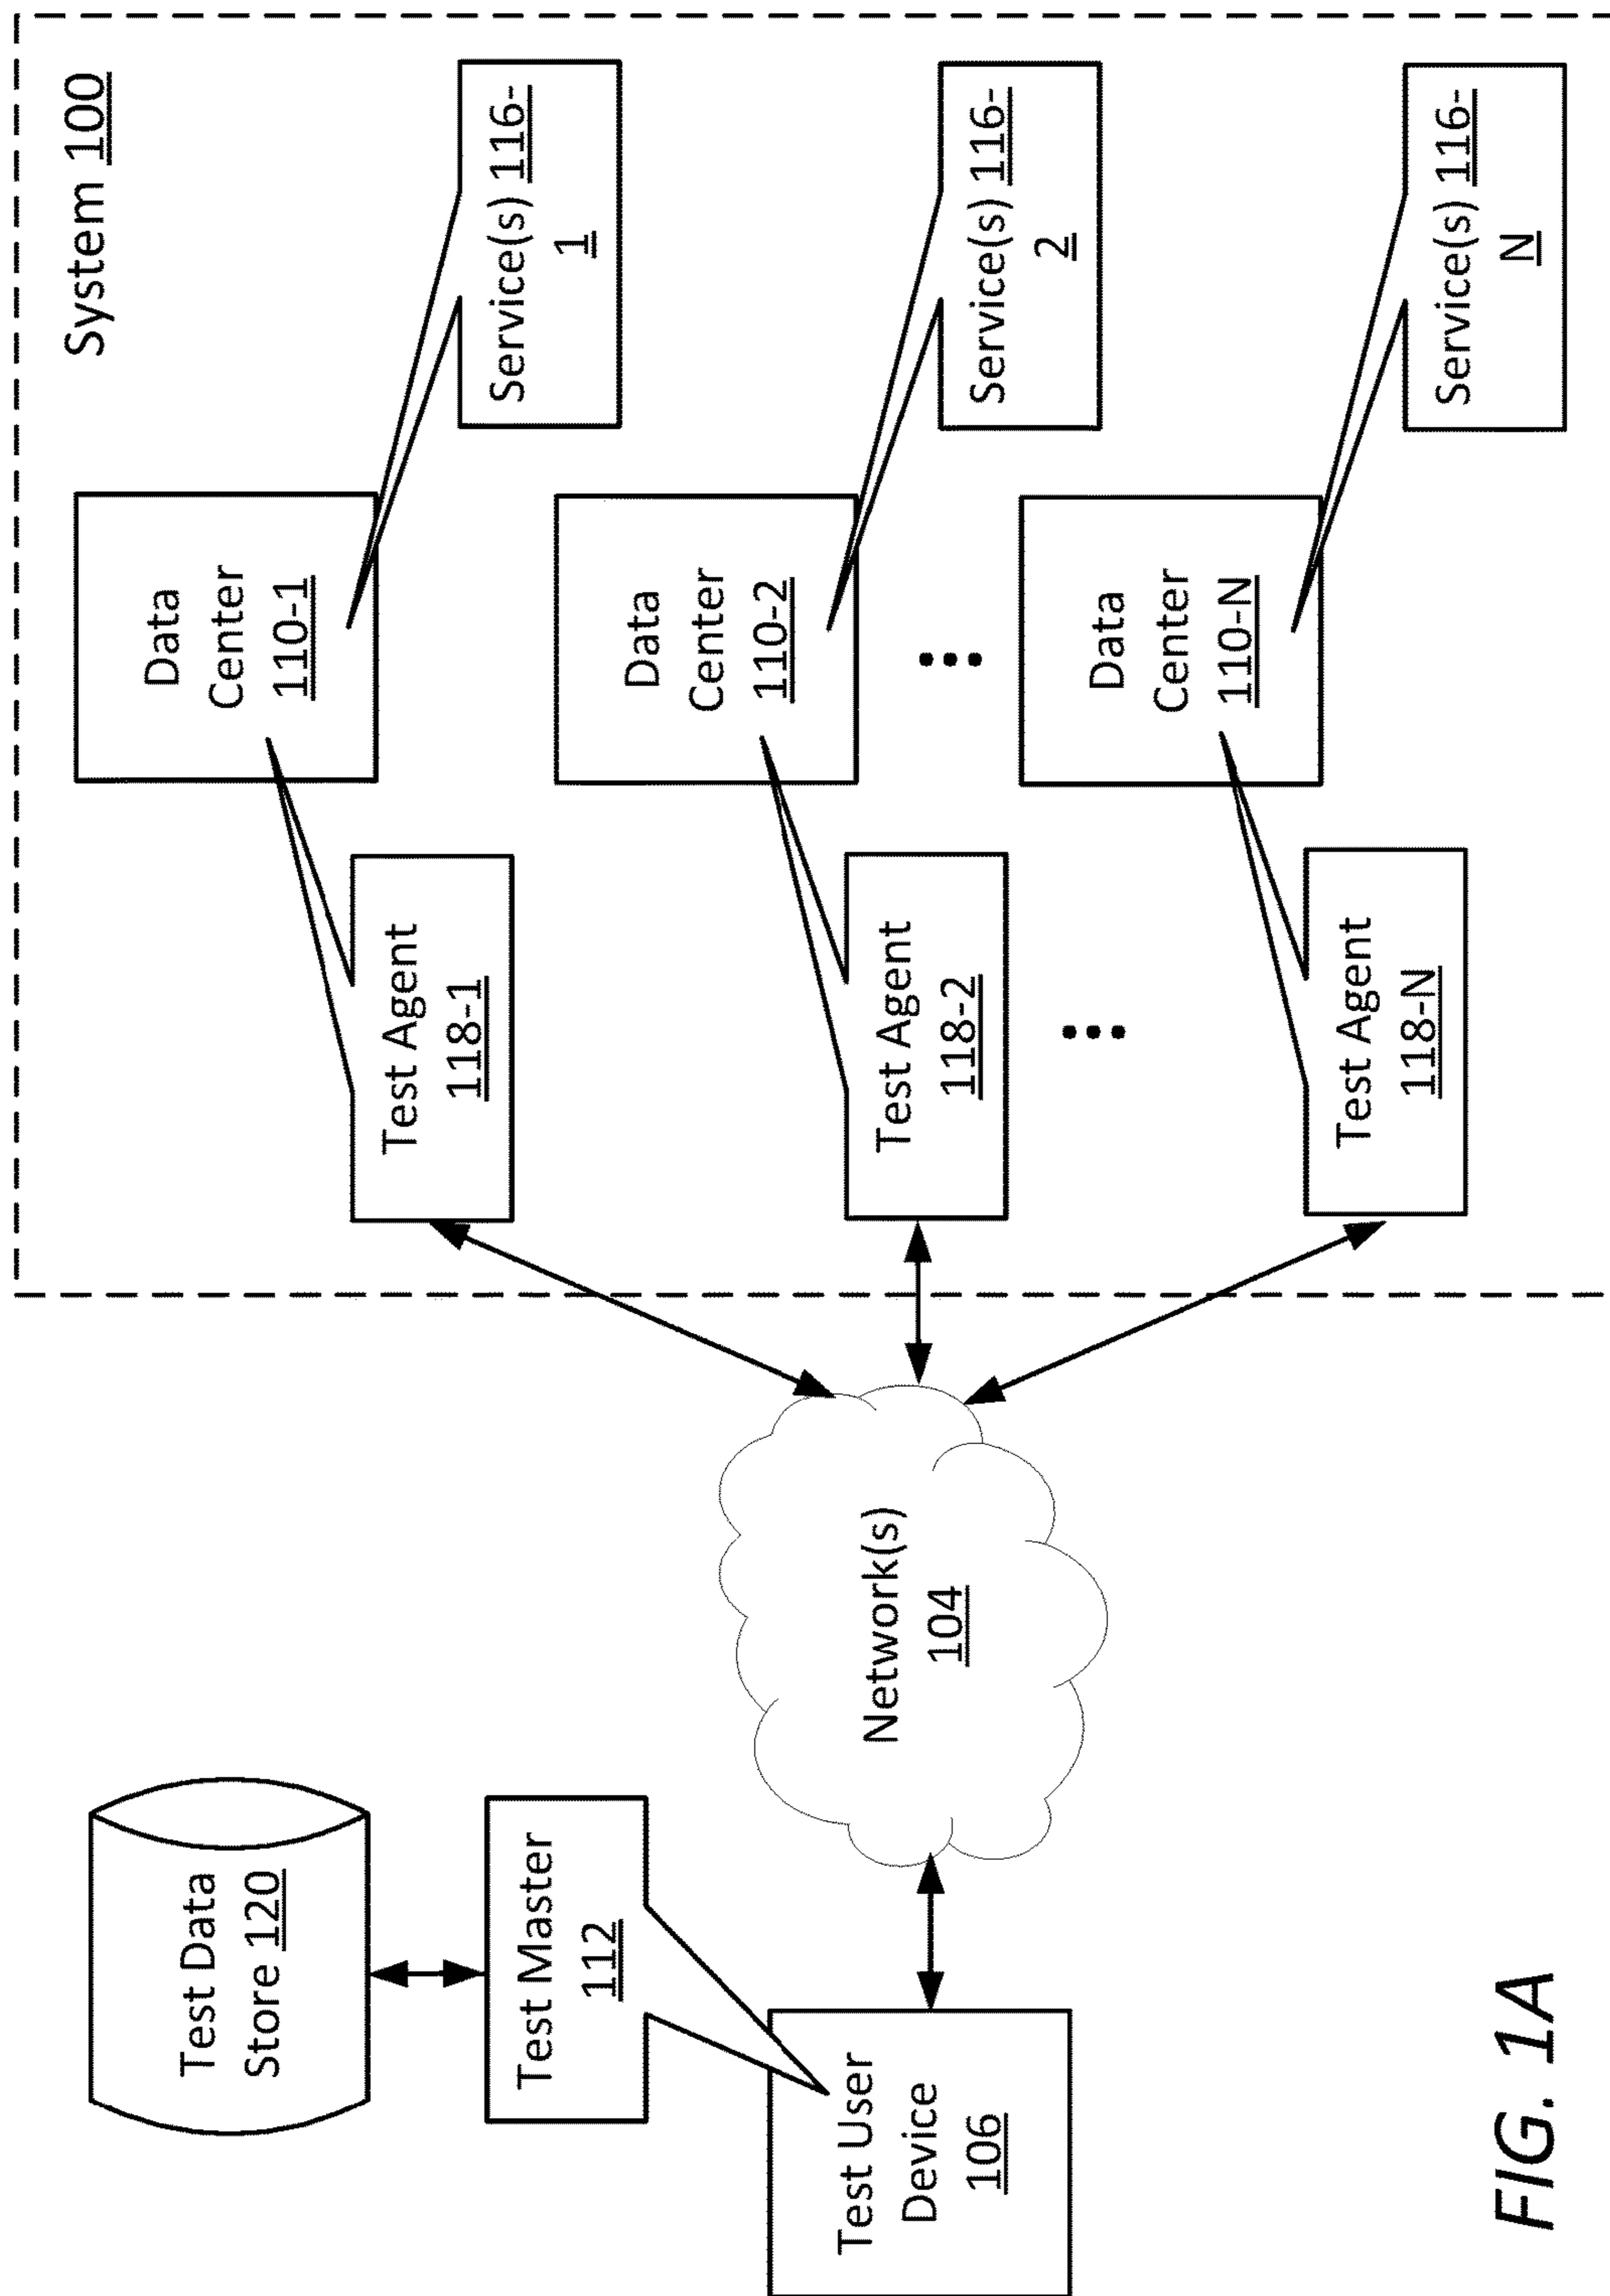 System 100
Test Data
Store 120
Test Master
112
Test User
Device
106
Network(s)
104
Test Agent
118-1
Data
Center
110-1
Service(s) 116-
1
Test Agent
118-2
Data
Center
110-2
Service(s) 116-
2
Test Agent
118-N
Data
Center
110-N
Service(s) 116-
N
FIG. 1A